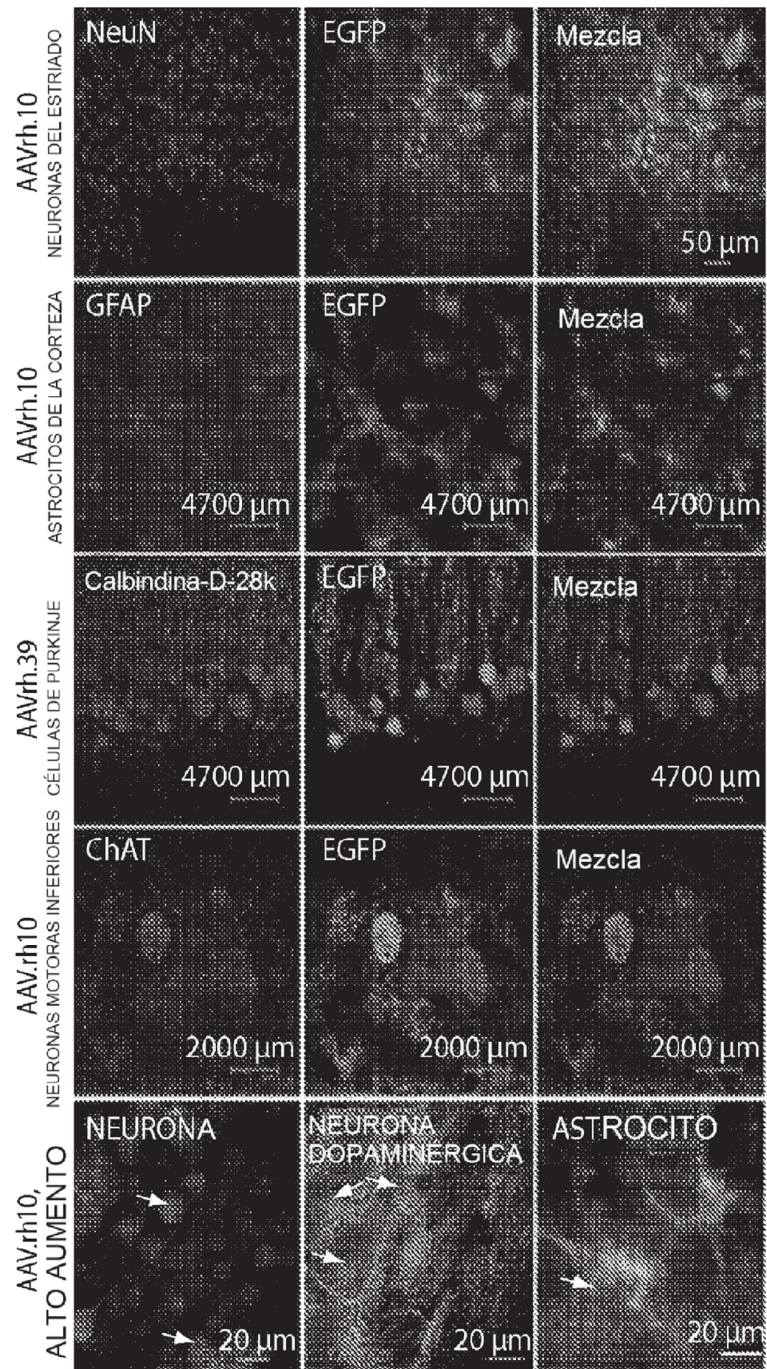 AAVrh.10
NEURONAS DEL ESTRIADO
NeuN
EGFP
Mezcla
50 µm
AAVrh.10
ASTROCITOS DE LA CORTEZA
GFAP
EGFP
Mezcla
4700 µm
4700 µm
4700 µm
AAVrh.39
CÉLULAS DE PURKINJE
Calbindina-D-28k
EGFP
Mezcla
4700 µm
4700 µm
4700 µm
AAV.rh10
NEURONAS MOTORAS INFERIORES
ChAT
EGFP
Mezcla
2000 µm
2000 µm
2000 µm
AAV.rh10,
ALTO AUMENTO
NEURONA
NEURONA
DOPAMINÉRGICA
ASTROCITO
20 µm
20 µm
20 µm